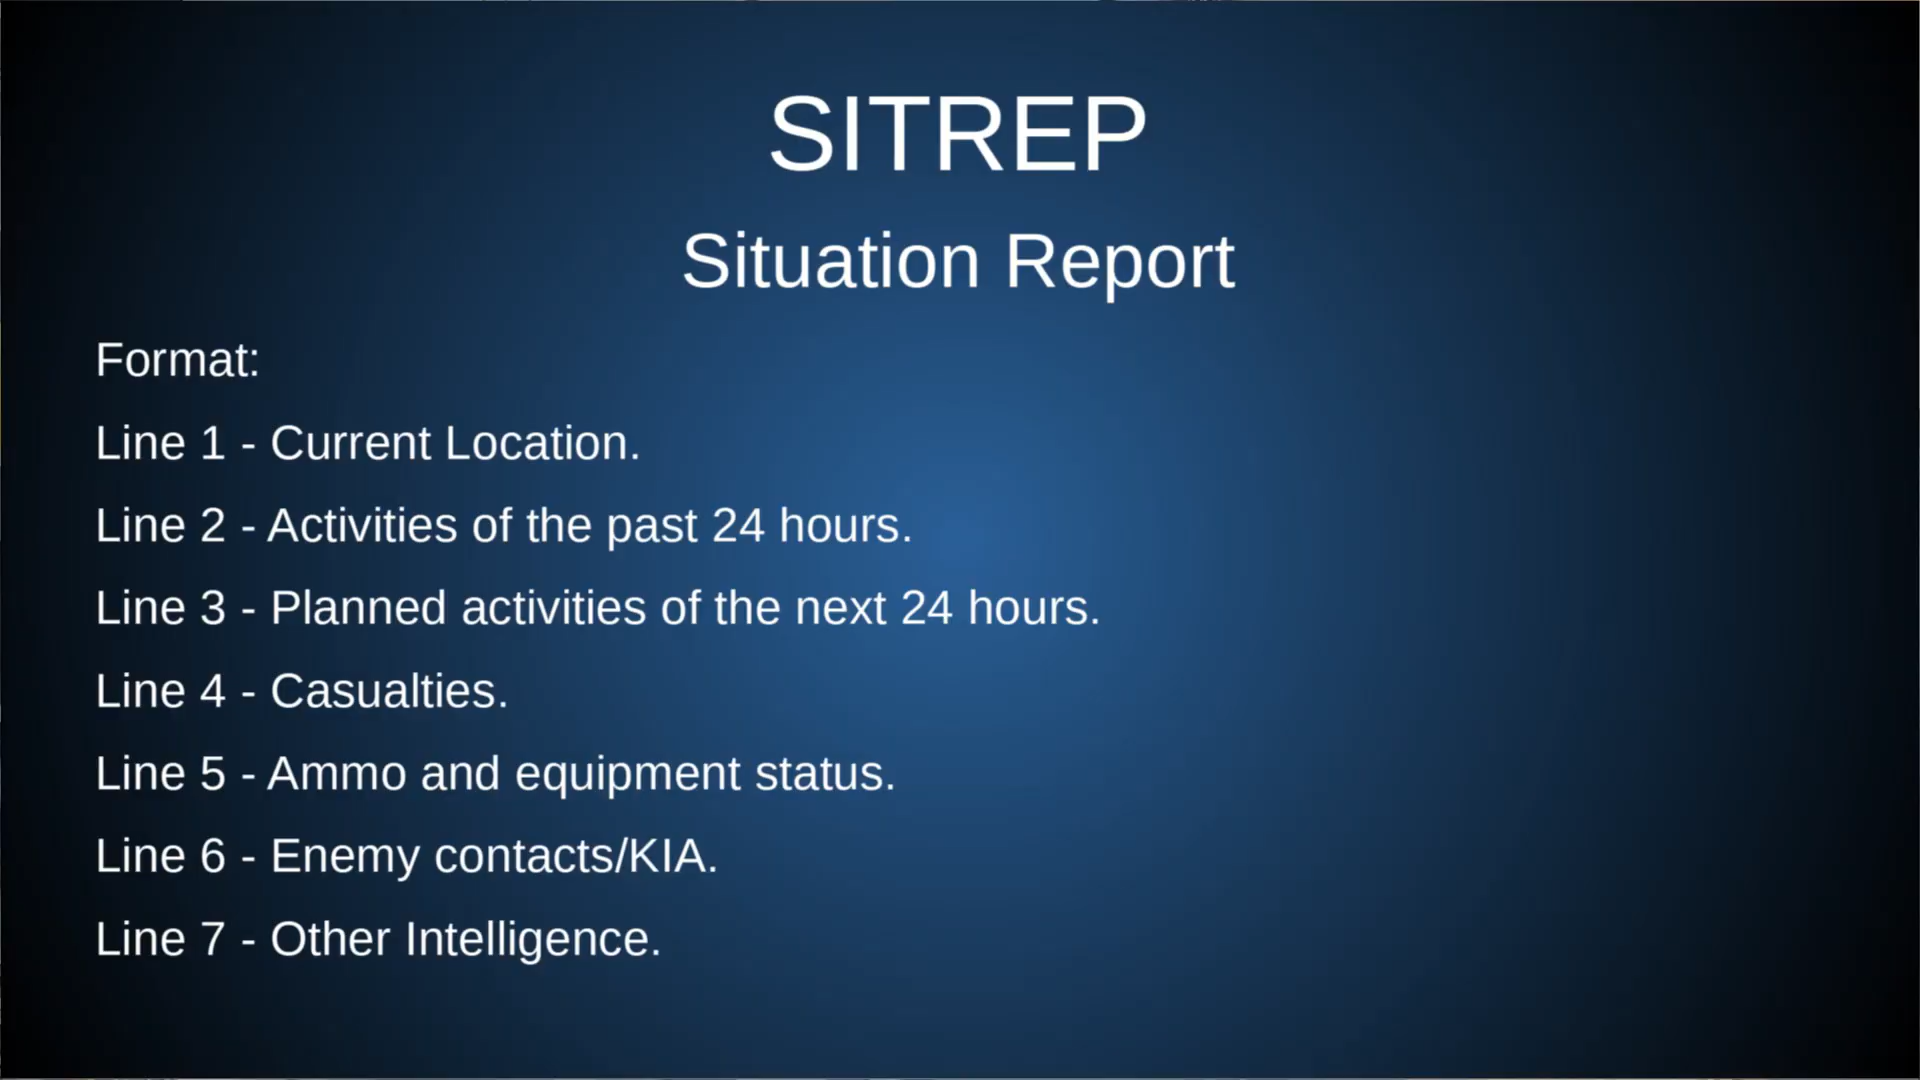 SITREP
Situation Report
Format:
Line 1 - Current Location.
Line 2 - Activities of the past 24 hours.
Line 3 - Planned activities of the next 24 hours.
Line 4 - Casualties.
Line 5 - Ammo and equipment status.
Line 6 - Enemy contacts/KIA.
Line 7 - Other Intelligence.